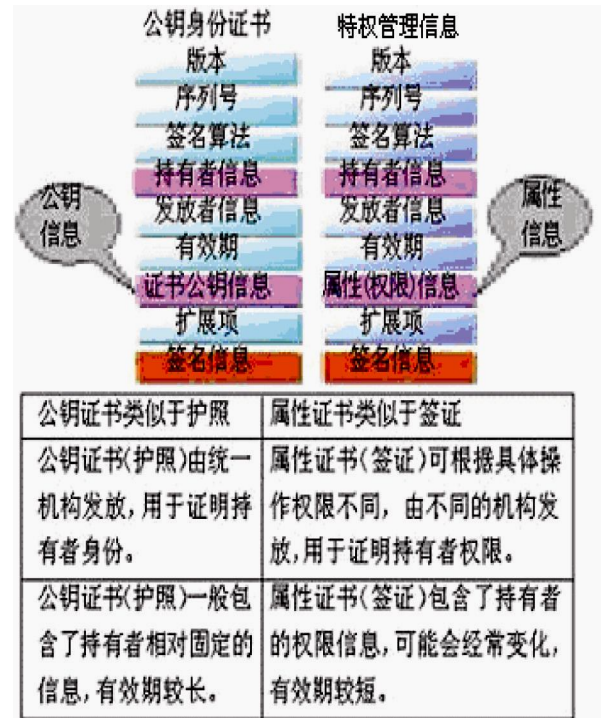 公钥身份证书
特权管理信息
版本
版本
序列号
序列号
签名算法
签名算法
持有者信息
持有者信息
公钥
信息
发放者信息
发放者信息
属性
信息
有效期
有效期
证书公钥信息
属性(权限)信息
扩展项
扩展项
签名信息
签名信息
公钥证书类似于护照
属性证书类似于签证
公钥证书(护照)由统一
机构发放,用于证明持
有者身份。
属性证书(签证)可根据具体操
作权限不同,由不同的机构发
放,用于证明持有者权限。
公钥证书(护照)一般包
含了持有者相对固定的
信息,有效期较长。
属性证书(签证)包含了持有者
的权限信息,可能会经常变化,
有效期较短。